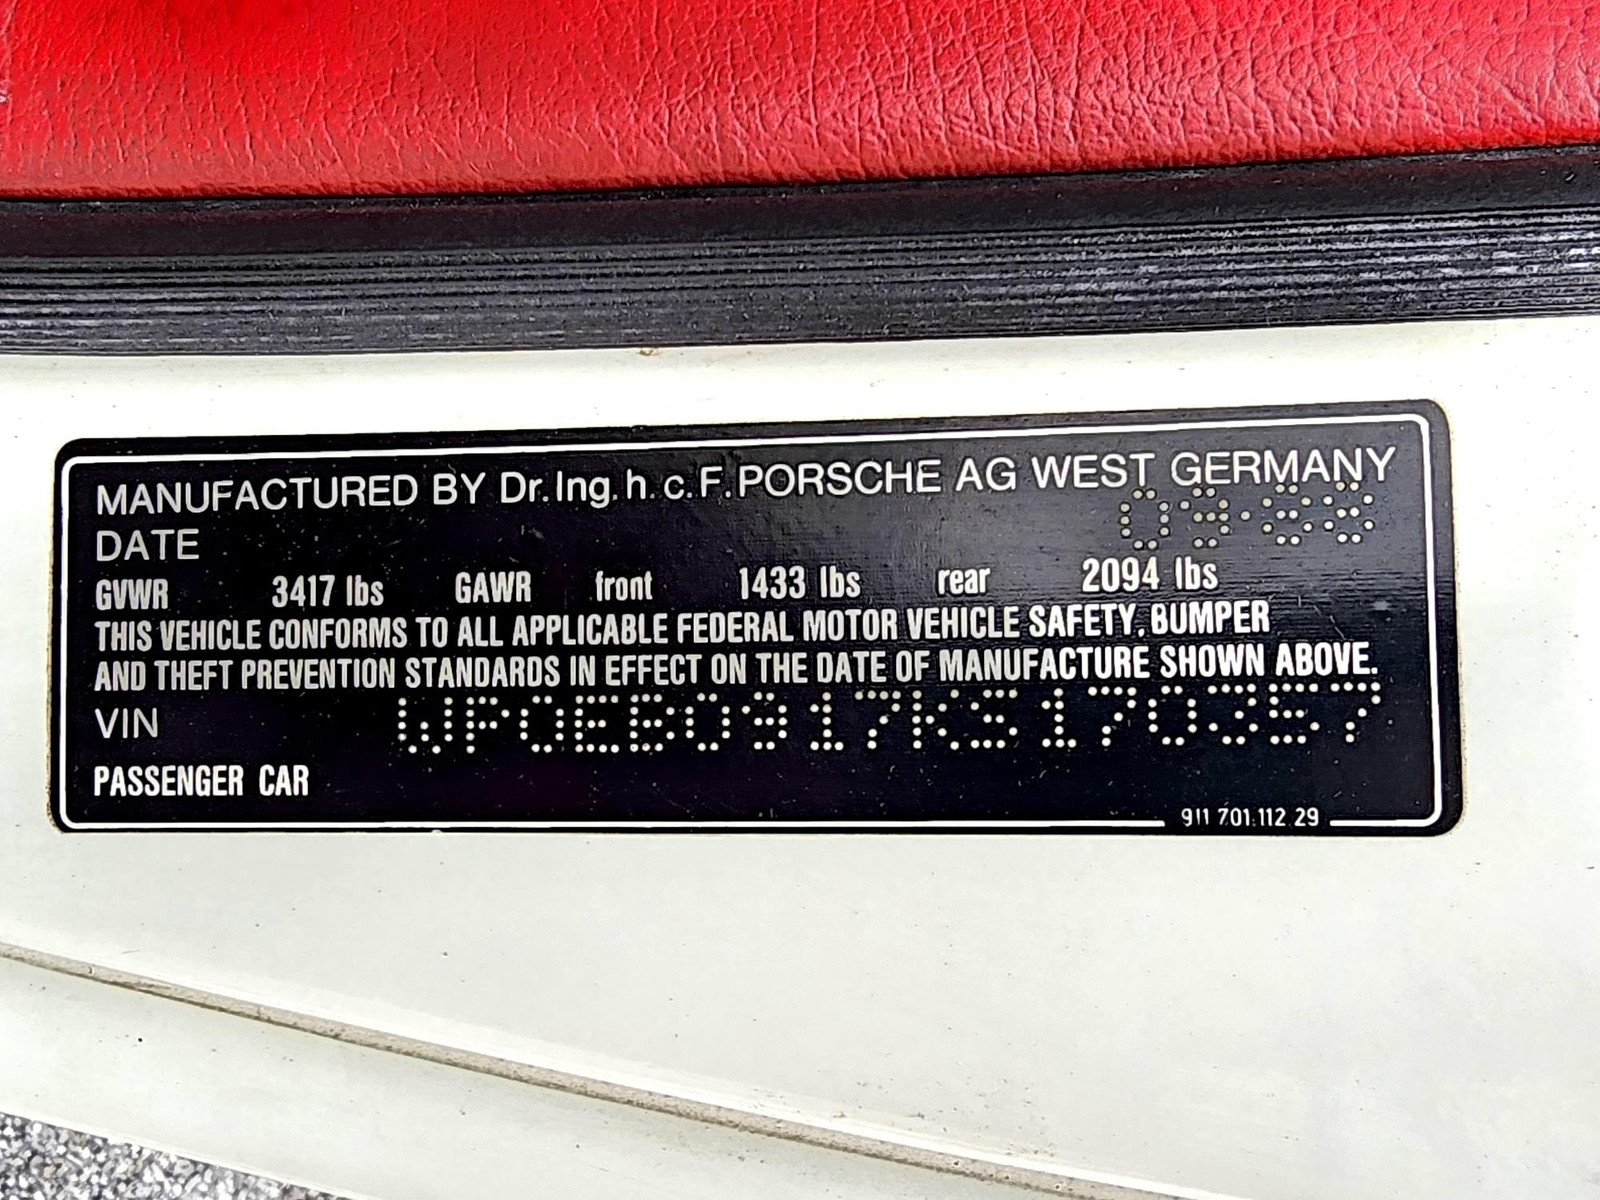 MANUFACTURED BY Dr.Ing.h.c.F.PORSCHE AG WEST GERMANY
DATE 09·88
GVWR 3417 lbs GAWR front 1433 lbs rear 2094 lbs
THIS VEHICLE CONFORMS TO ALL APPLICABLE FEDERAL MOTOR VEHICLE SAFETY, BUMPER
AND THEFT PREVENTION STANDARDS IN EFFECT ON THE DATE OF MANUFACTURE SHOWN ABOVE.
VIN WP0EB0917KS170357
PASSENGER CAR
911 701.112.29